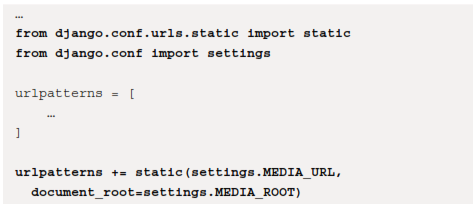 …
from django.conf.urls.static import static
from django.conf import settings
urlpatterns = [
…
]
urlpatterns += static(settings.MEDIA_URL,
document_root=settings.MEDIA_ROOT)